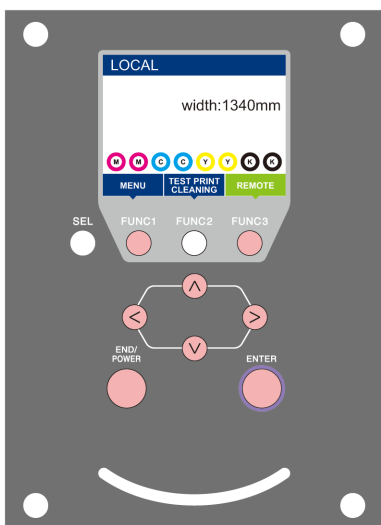 LOCAL
width:1340mm
M M C C Y Y K K
MENU
TEST PRINT
CLEANING
REMOTE
SEL
FUNC1
FUNC2
FUNC3
END/
POWER
ENTER